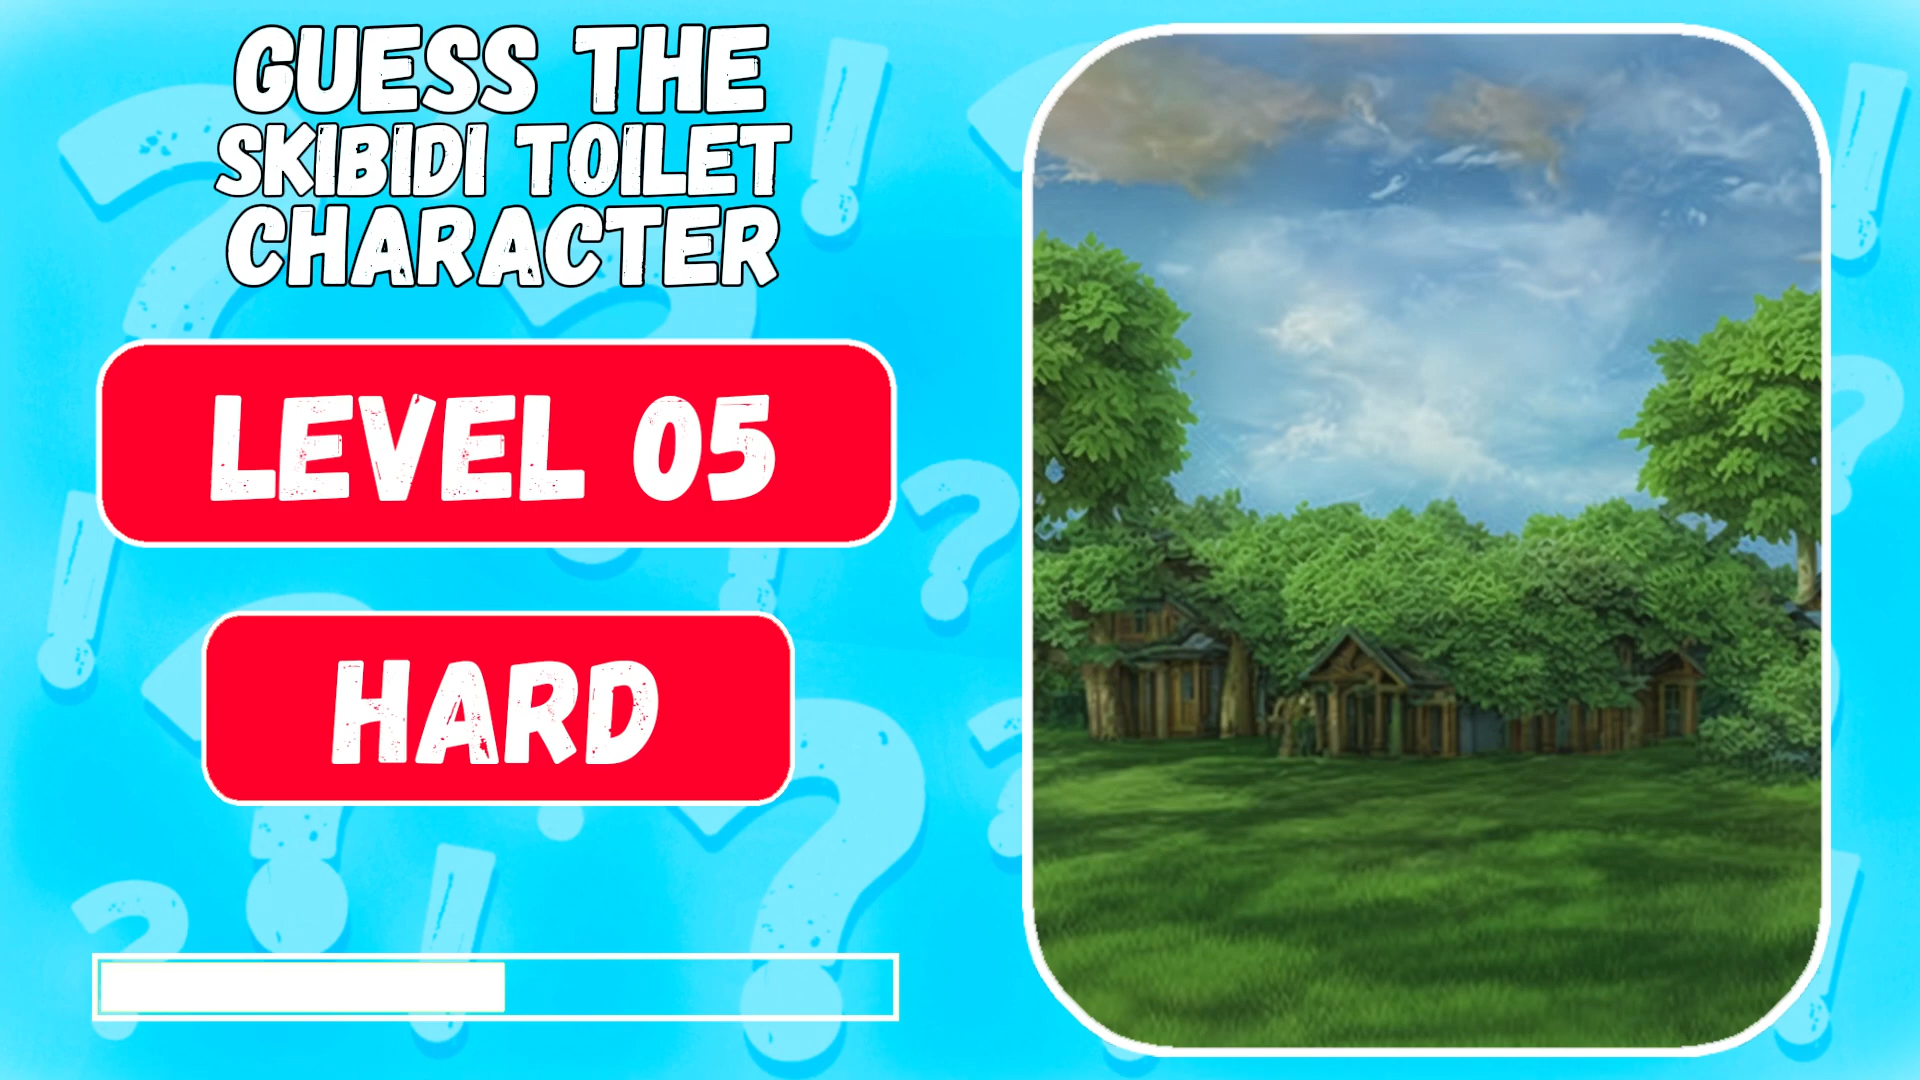 GUESS THE
SKIBIDI TOILET
CHARACTER
LEVEL 05
HARD